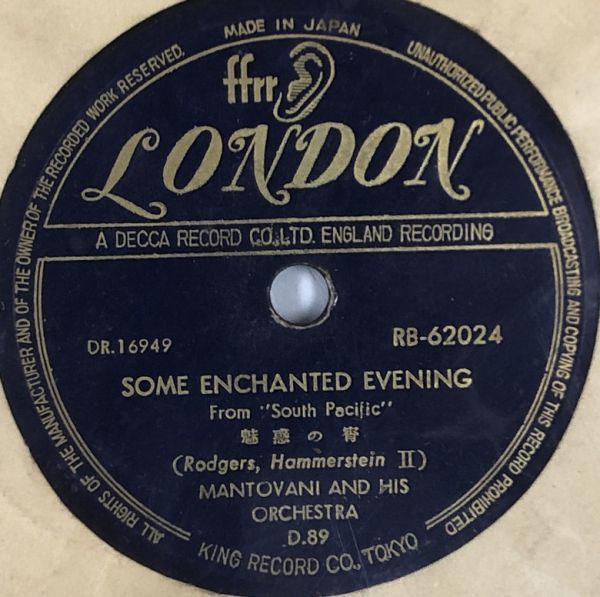 MADE IN JAPAN
ALL RIGHTS OF THE MANUFACTURER AND OF THE OWNER OF THE RECORDED WORK RESERVED.
UNAUTHORIZED PUBLIC PERFORMANCE BROADCASTING AND COPYING OF THIS RECORD PROHIBITED
ffrr
LONDON
A DECCA RECORD CO., LTD. ENGLAND RECORDING
DR.16949
RB-62024
SOME ENCHANTED EVENING
From "South Pacific"
魅惑の宵
(Rodgers, Hammerstein II)
MANTOVANI AND HIS
ORCHESTRA
D.89
KING RECORD CO., TOKYO